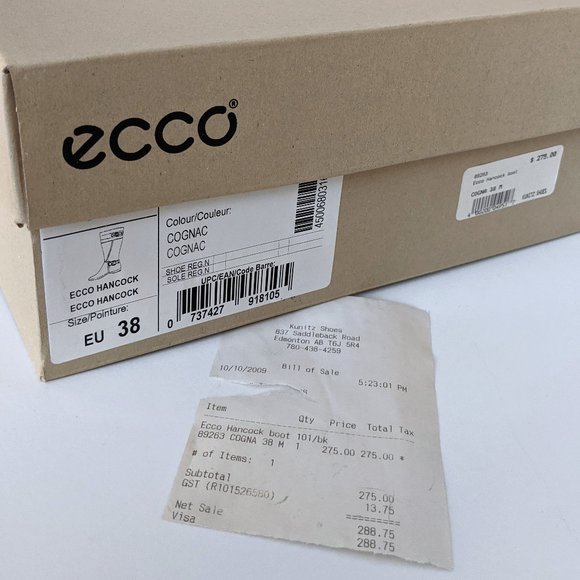 ecco®
$ 275.00
89263
Ecco Hancock boot
COGNA 38 M
KUNITZ SHOES
Colour/Couleur:
COGNAC
COGNAC
SHOE REG.N
SOLE REG.N
ECCO HANCOCK
ECCO HANCOCK
Size/Pointure:
EU 38
UPC/EAN/Code Barre:
0 737427 918105
Kunitz Shoes
837 Saddleback Road
Edmonton AB T6J 5R4
780-438-4259
Bill of Sale
10/10/2009 5:23:01 PM
Item Qty Price Total Tax
Ecco Hancock boot 101/bk
89263 COGNA 38 M 1 275.00 275.00 *
# of Items: 1
Subtotal 275.00
GST (R101526580) 13.75
=========
Net Sale 288.75
Visa 288.75